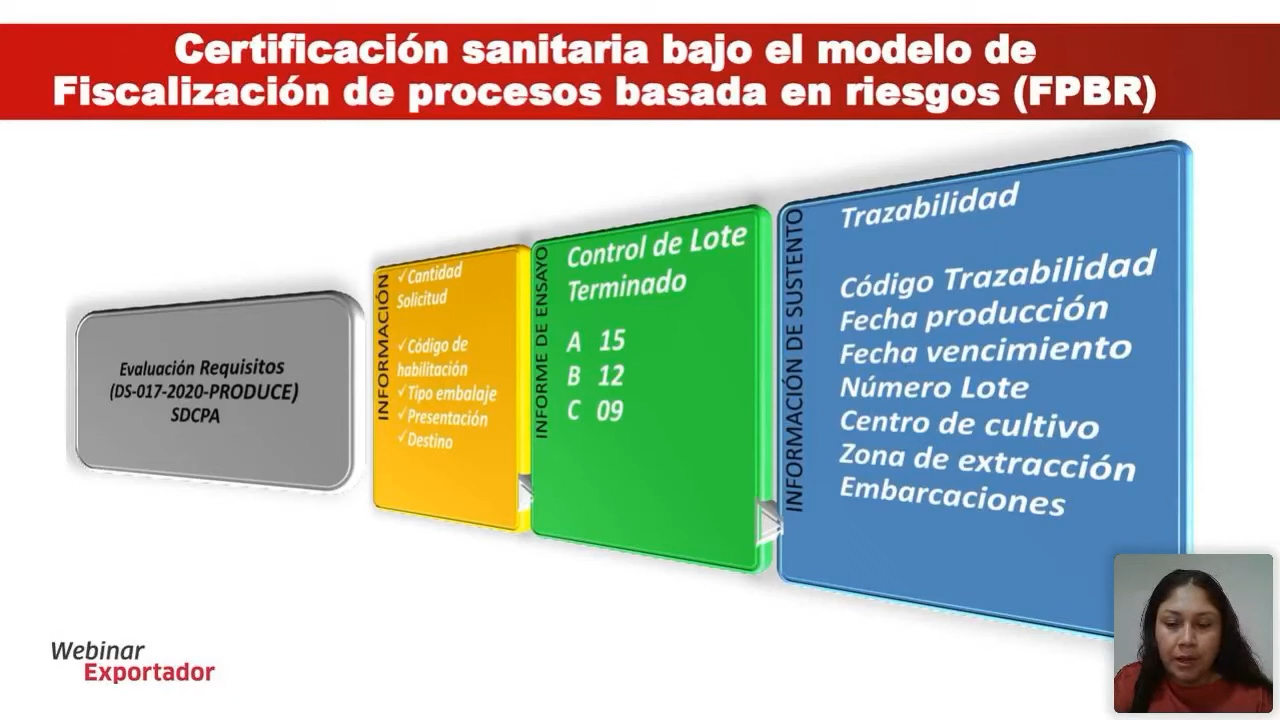 Certificación sanitaria bajo el modelo de
Fiscalización de procesos basada en riesgos (FPBR)
Evaluación Requisitos
(DS-017-2020-PRODUCE)
SDCPA
INFORMACIÓN
✓Cantidad
Solicitud
✓Código de
habilitación
✓Tipo embalaje
✓Presentación
✓Destino
INFORME DE ENSAYO
Control de Lote
Terminado
A 15
B 12
C 09
INFORMACIÓN DE SUSTENTO
Trazabilidad
Código Trazabilidad
Fecha producción
Fecha vencimiento
Número Lote
Centro de cultivo
Zona de extracción
Embarcaciones
Webinar
Exportador